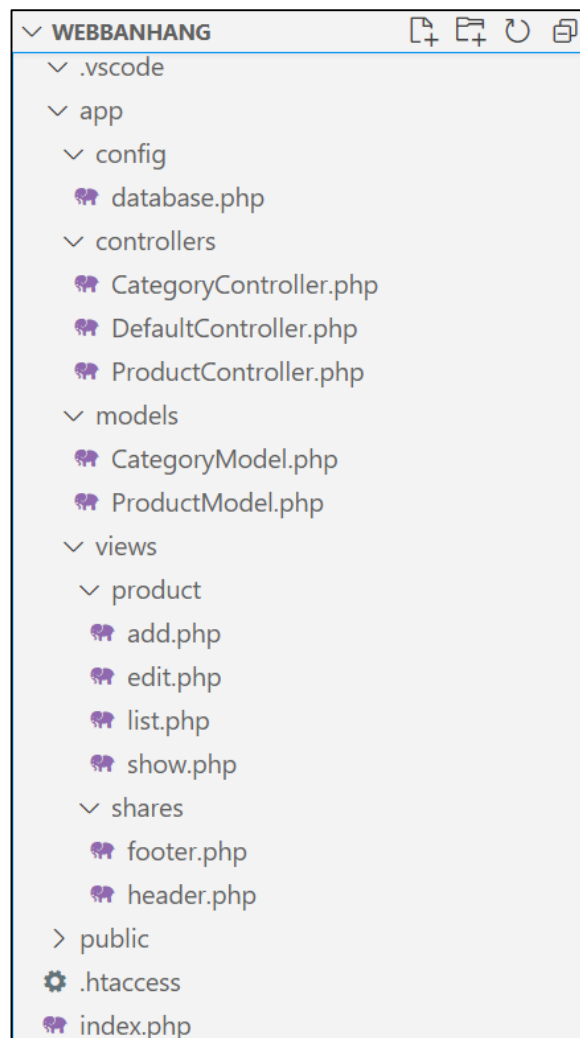 WEBBANHANG
.vscode
app
config
database.php
controllers
CategoryController.php
DefaultController.php
ProductController.php
models
CategoryModel.php
ProductModel.php
views
product
add.php
edit.php
list.php
show.php
shares
footer.php
header.php
public
.htaccess
index.php